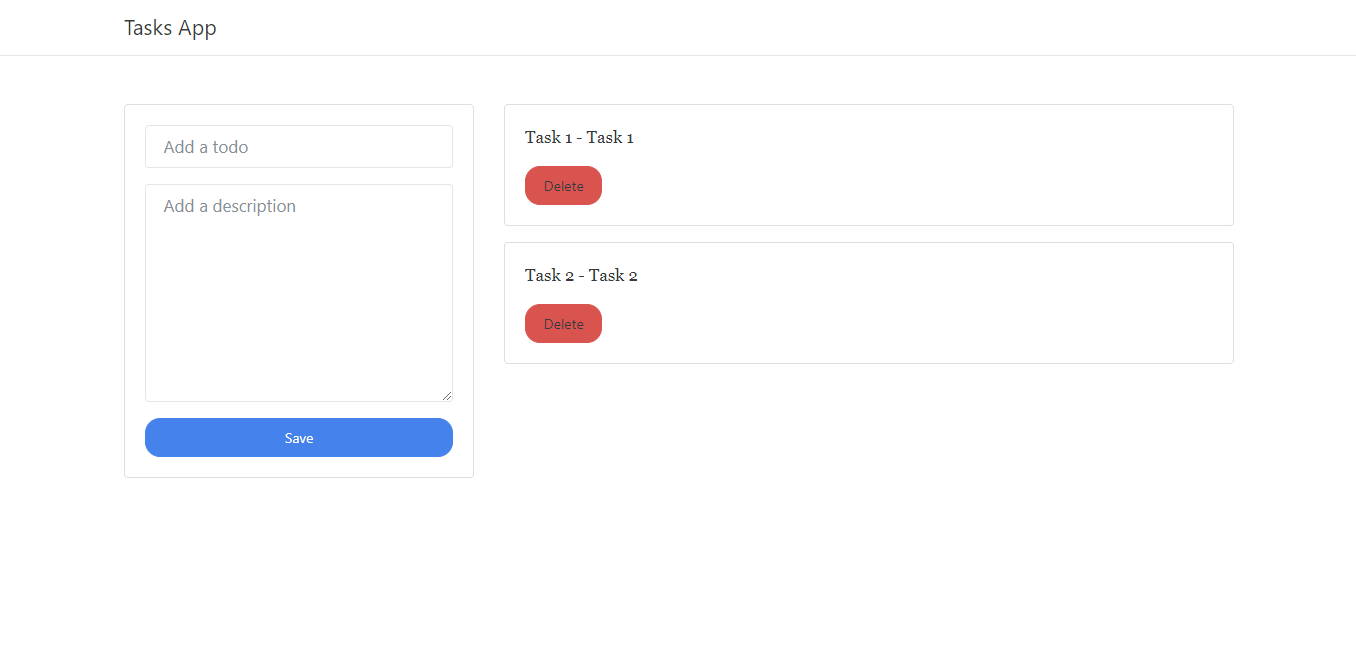 Tasks App
Add a todo
Add a description
Save
Task 1 - Task 1
Delete
Task 2 - Task 2
Delete